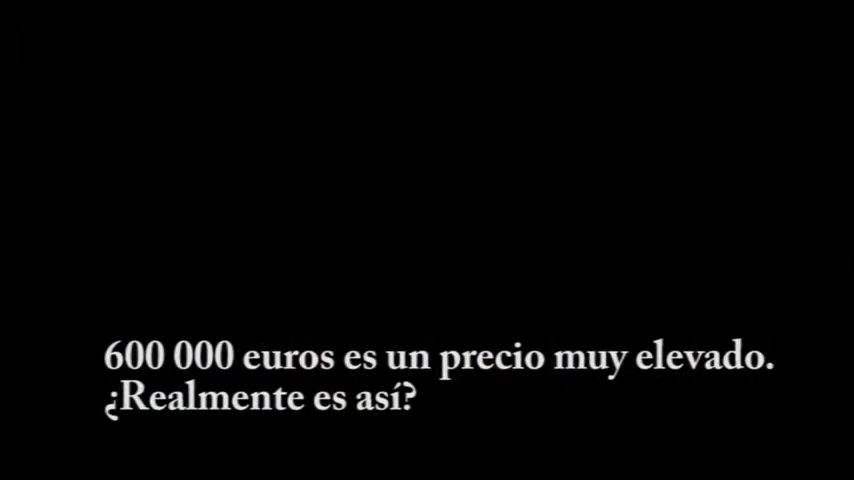 600 000 euros es un precio muy elevado.
¿Realmente es así?